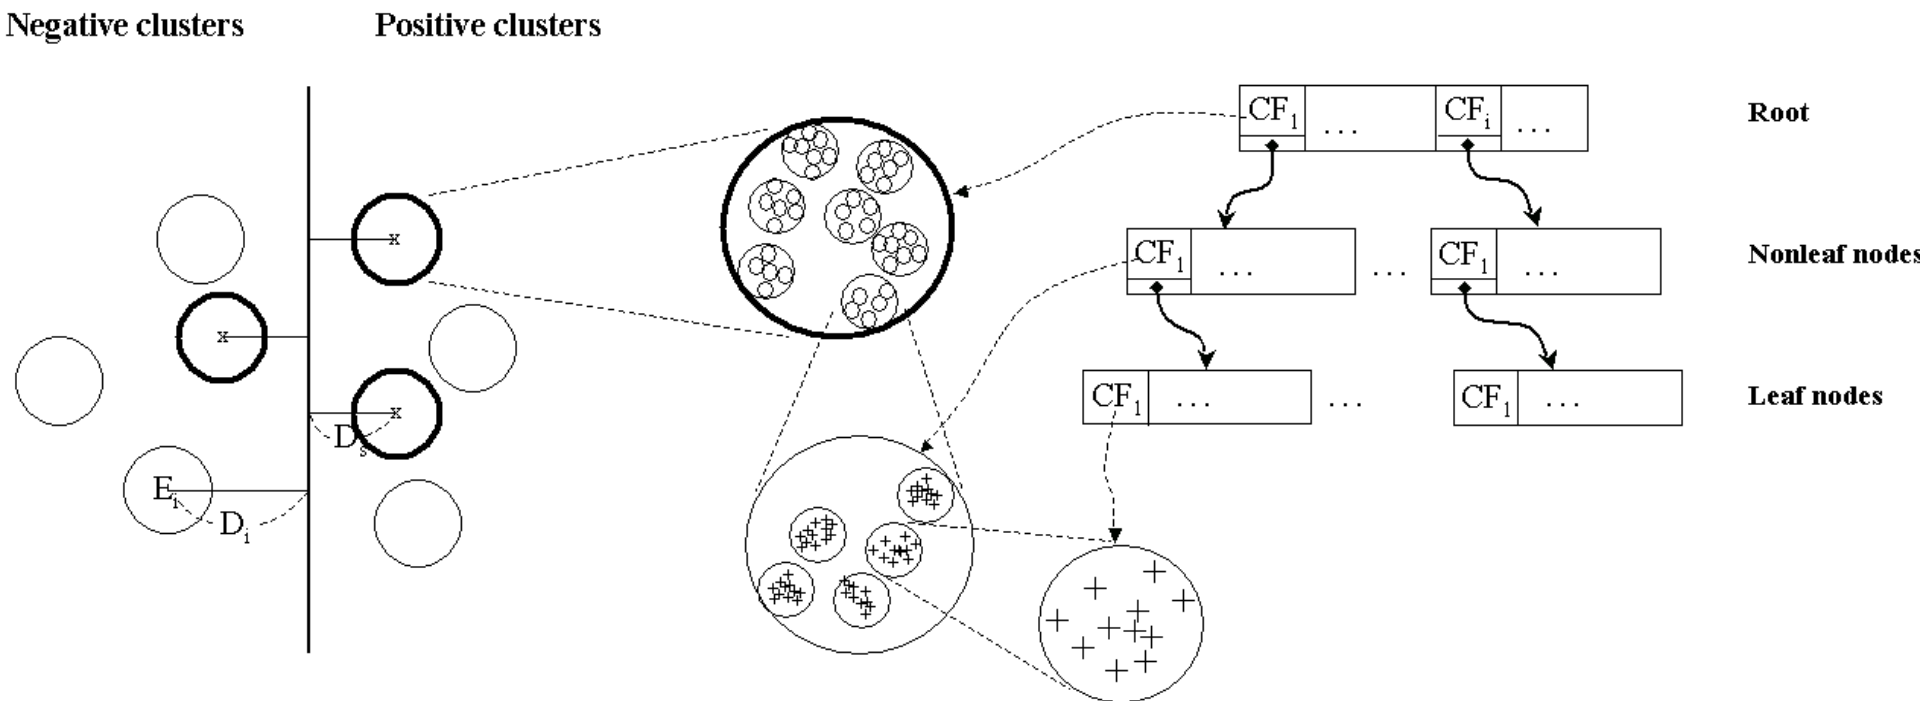 Negative clusters Positive clusters
CF1 ... CFi ... Root
CF1 ... ... CF1 ... Nonleaf nodes
CF1 ... ... CF1 ... Leaf nodes
x
x
x
Ds
Ei
Di